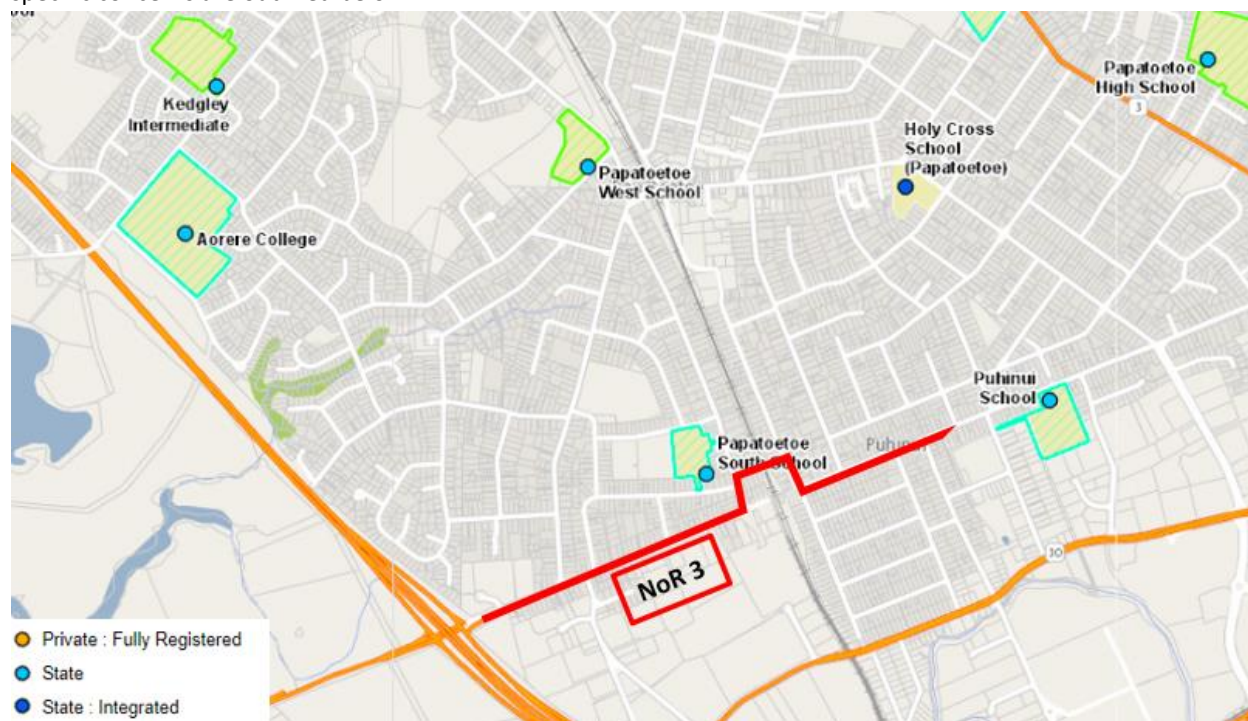 Kedgley
Intermediate
Papatoetoe
High School
3
Holy Cross
School
(Papatoetoe)
Papatoetoe
West School
Aorere College
Puhinui
School
Papatoetoe
South School
Puhinui
NoR 3
20
Private : Fully Registered
State
State : Integrated